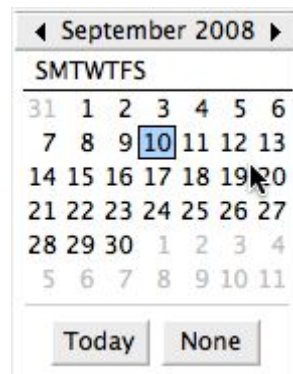 September 2008
SMTWTFS
31 1 2 3 4 5 6
7 8 9 10 11 12 13
14 15 16 17 18 19 20
21 22 23 24 25 26 27
28 29 30 1 2 3 4
5 6 7 8 9 10 11
Today None